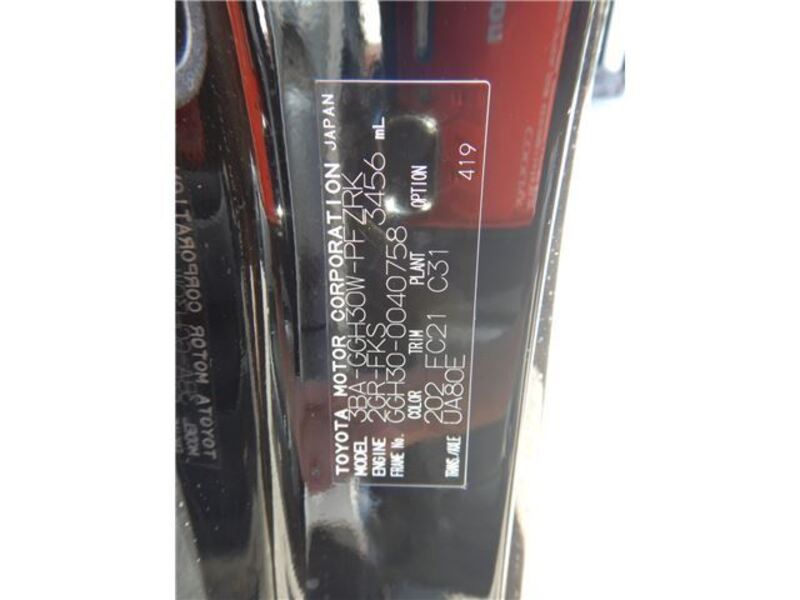 TOYOTA MOTOR CORPORATION JAPAN
MODEL 3BA-GGH30W-PFZRK
ENGINE 2GR-FKS 3456 mL
FRAME No. GGH30-0040758
COLOR TRIM PLANT OPTION
202 FC21 C31 419
TRANS./AXLE UA80E